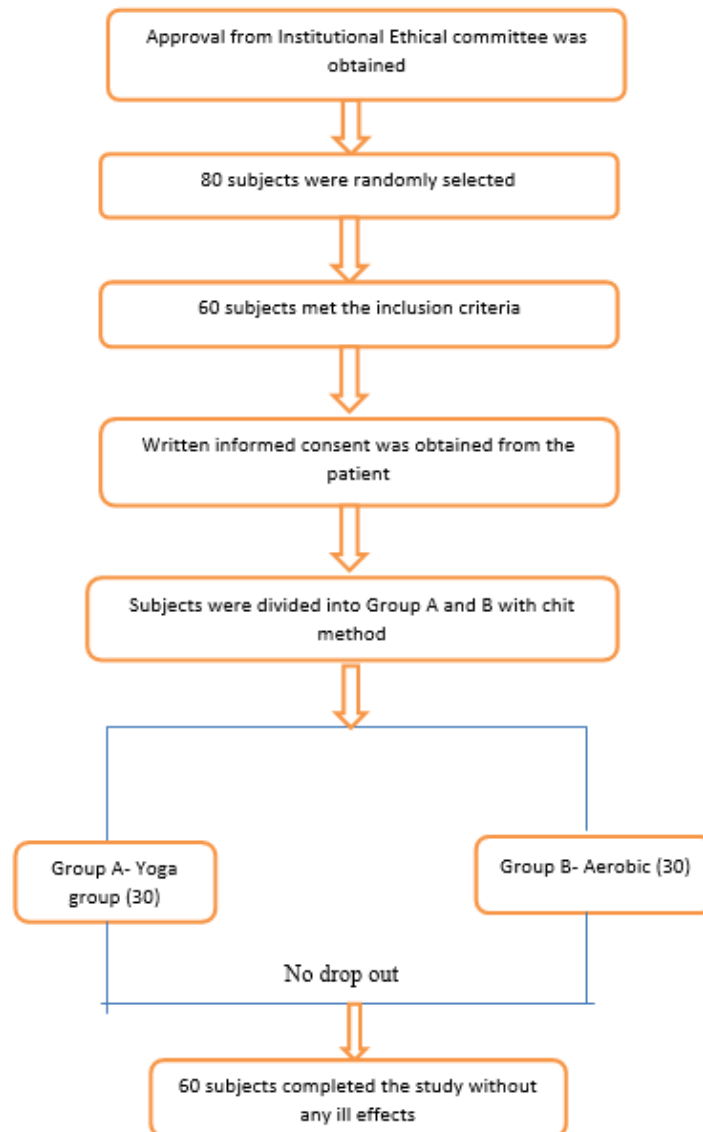 Approval from Institutional Ethical committee was
obtained
80 subjects were randomly selected
60 subjects met the inclusion criteria
Written informed consent was obtained from the
patient
Subjects were divided into Group A and B with chit
method
Group A- Yoga
group (30)
Group B- Aerobic (30)
No drop out
60 subjects completed the study without
any ill effects